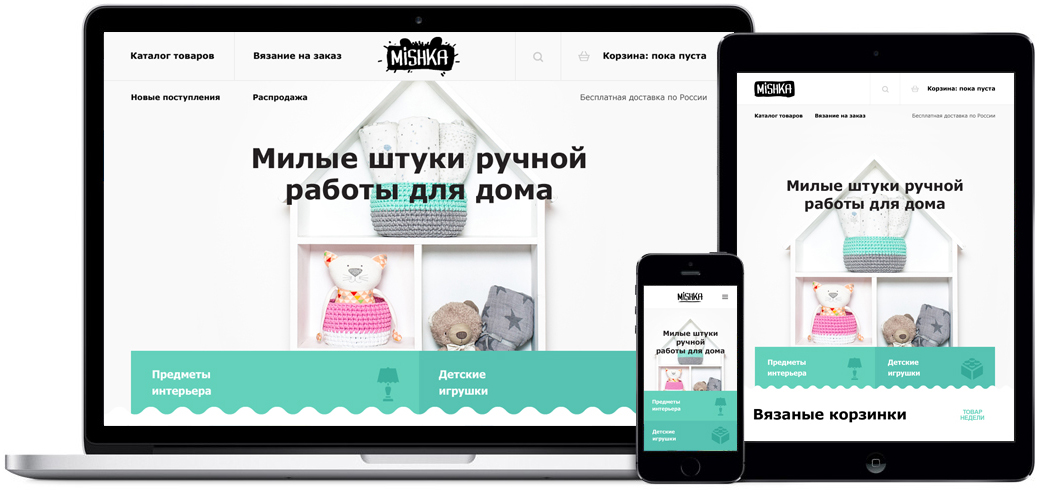 Каталог товаров
Вязание на заказ
MiSHKA
Корзина: пока пуста
Новые поступления
Распродажа
Бесплатная доставка по России
Милые штуки ручной
работы для дома
Предметы
интерьера
Детские
игрушки
MiSHKA
Милые штуки
ручной
работы для дома
Предметы
интерьера
Детские
игрушки
MiSHKA
Корзина: пока пуста
Каталог товаров
Вязание на заказ
Бесплатная доставка по России
Милые штуки ручной
работы для дома
Предметы
интерьера
Детские
игрушки
Вязаные корзинки
ТОВАР
НЕДЕЛИ